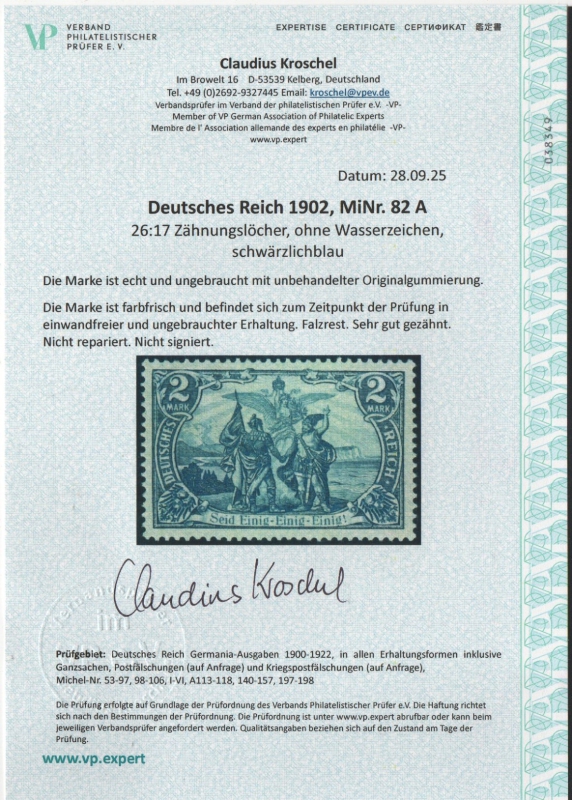 VP
VERBAND
PHILATELISTISCHER
PRÜFER E. V.
EXPERTISE CERTIFICATE СЕРТИФИКАТ 鑑定書
Claudius Kroschel
Im Browelt 16 D-53539 Kelberg, Deutschland
Tel. +49 (0)2692-9327445 Email: kroschel@vpev.de
Verbandsprüfer im Verband der philatelistischen Prüfer e.V. -VP-
Member of VP German Association of Philatelic Experts
Membre de l' Association allemande des experts en philatélie -VP-
www.vp.expert
038349
Datum: 28.09.25
Deutsches Reich 1902, MiNr. 82 A
26:17 Zähnungslöcher, ohne Wasserzeichen,
schwärzlichblau
Die Marke ist echt und ungebraucht mit unbehandelter Originalgummierung.
Die Marke ist farbfrisch und befindet sich zum Zeitpunkt der Prüfung in
einwandfreier und ungebrauchter Erhaltung. Falzrest. Sehr gut gezähnt.
Nicht repariert. Nicht signiert.
2 MARK
2 MARK
DEUTSCHES
REICH
Seid Einig-Einig-Einig!
Claudius Kroschel
im
Prüfgebiet: Deutsches Reich Germania-Ausgaben 1900-1922, in allen Erhaltungsformen inklusive
Ganzsachen, Postfälschungen (auf Anfrage) und Kriegspostfälschungen (auf Anfrage),
Michel-Nr. 53-97, 98-106, I-VI, A113-118, 140-157, 197-198
Die Prüfung erfolgte auf Grundlage der Prüfordnung des Verbands Philatelistischer Prüfer e.V. Die Haftung richtet
sich nach den Bestimmungen der Prüfordnung. Die Prüfordnung ist unter www.vp.expert abrufbar oder kann beim
jeweiligen Verbandsprüfer angefordert werden. Qualitätsangaben beziehen sich auf den Zustand am Tage der
Prüfung.
www.vp.expert